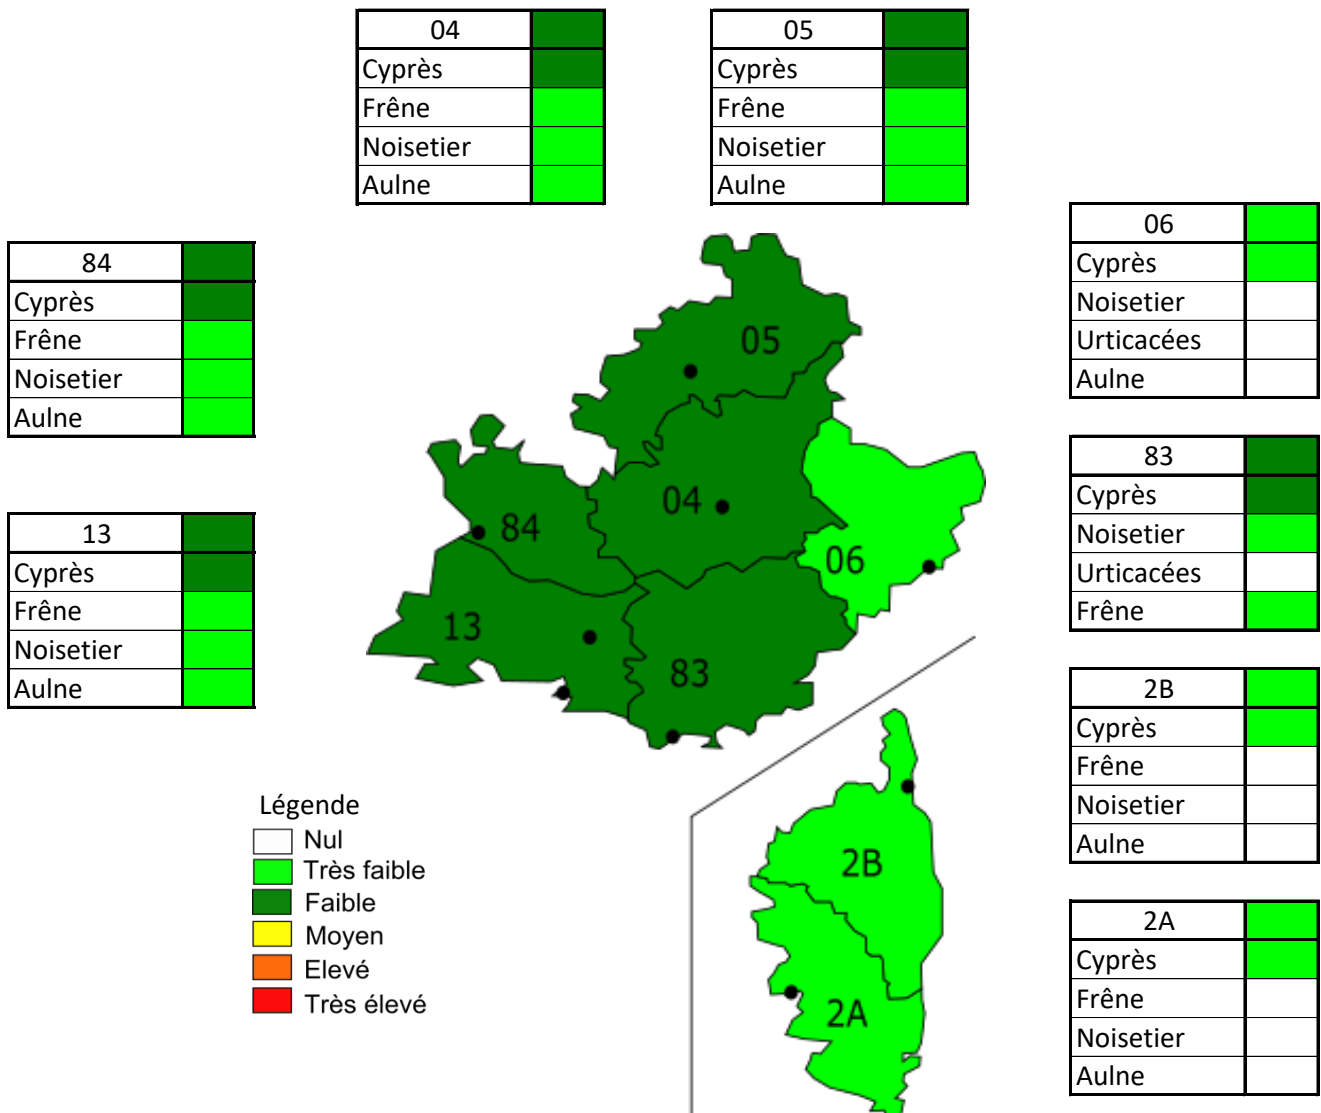 04
Cyprès
Frêne
Noisetier
Aulne
05
Cyprès
Frêne
Noisetier
Aulne
84
Cyprès
Frêne
Noisetier
Aulne
13
Cyprès
Frêne
Noisetier
Aulne
05
04
84
06
13
83
2B
2A
06
Cyprès
Noisetier
Urticacées
Aulne
83
Cyprès
Noisetier
Urticacées
Frêne
2B
Cyprès
Frêne
Noisetier
Aulne
2A
Cyprès
Frêne
Noisetier
Aulne
Légende
Nul
Très faible
Faible
Moyen
Elevé
Très élevé